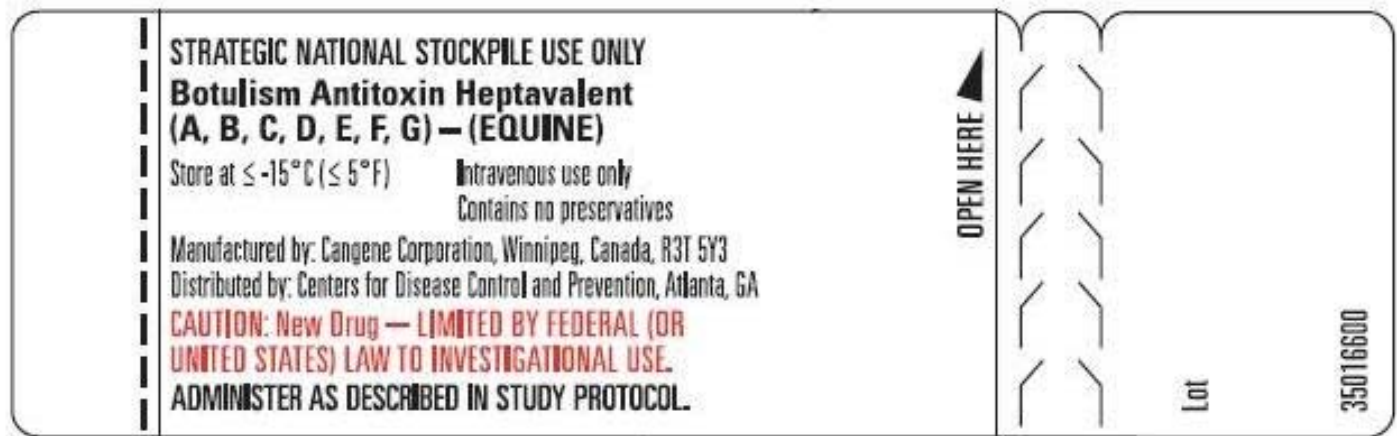 STRATEGIC NATIONAL STOCKPILE USE ONLY
Botulism Antitoxin Heptavalent
(A, B, C, D, E, F, G) – (EQUINE)
Store at ≤ -15°C (≤ 5°F)
Intravenous use only
Contains no preservatives
Manufactured by: Cangene Corporation, Winnipeg, Canada, R3T 5Y3
Distributed by: Centers for Disease Control and Prevention, Atlanta, GA
CAUTION: New Drug — LIMITED BY FEDERAL (OR
UNITED STATES) LAW TO INVESTIGATIONAL USE.
ADMINISTER AS DESCRIBED IN STUDY PROTOCOL.
OPEN HERE
Lot
35016600